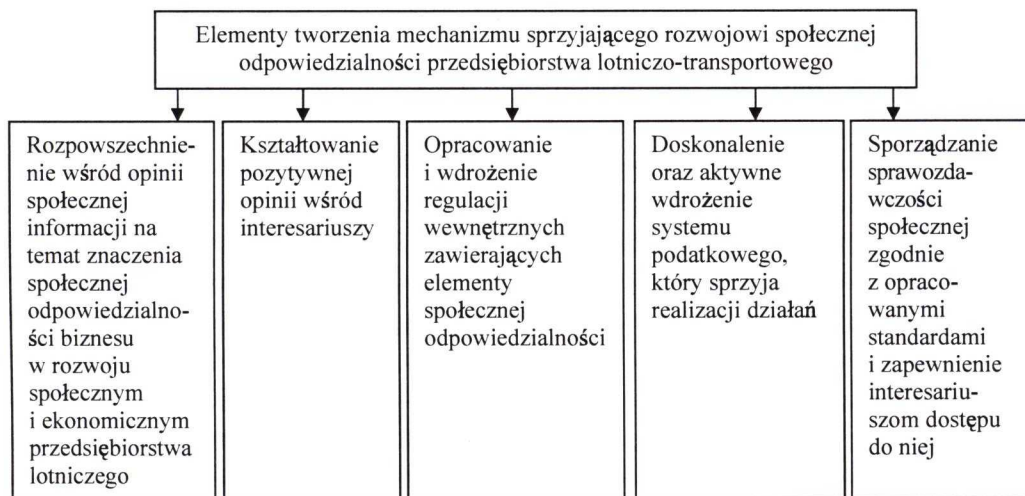 Elementy tworzenia mechanizmu sprzyjającego rozwojowi społecznej
odpowiedzialności przedsiębiorstwa lotniczo-transportowego
Rozpowszechnie-
nie wśród opinii
społecznej
informacji na
temat znaczenia
społecznej
odpowiedzialno-
ści biznesu
w rozwoju
społecznym
i ekonomicznym
przedsiębiorstwa
lotniczego
Kształtowanie
pozytywnej
opinii wśród
interesariuszy
Opracowanie
i wdrożenie
regulacji
wewnętrznych
zawierających
elementy
społecznej
odpowiedzialności
Doskonalenie
oraz aktywne
wdrożenie
systemu
podatkowego,
który sprzyja
realizacji działań
Sporządzanie
sprawozda-
wczości
społecznej
zgodnie
z opraco-
wanymi
standardami
i zapewnienie
interesariu-
szom dostępu
do niej